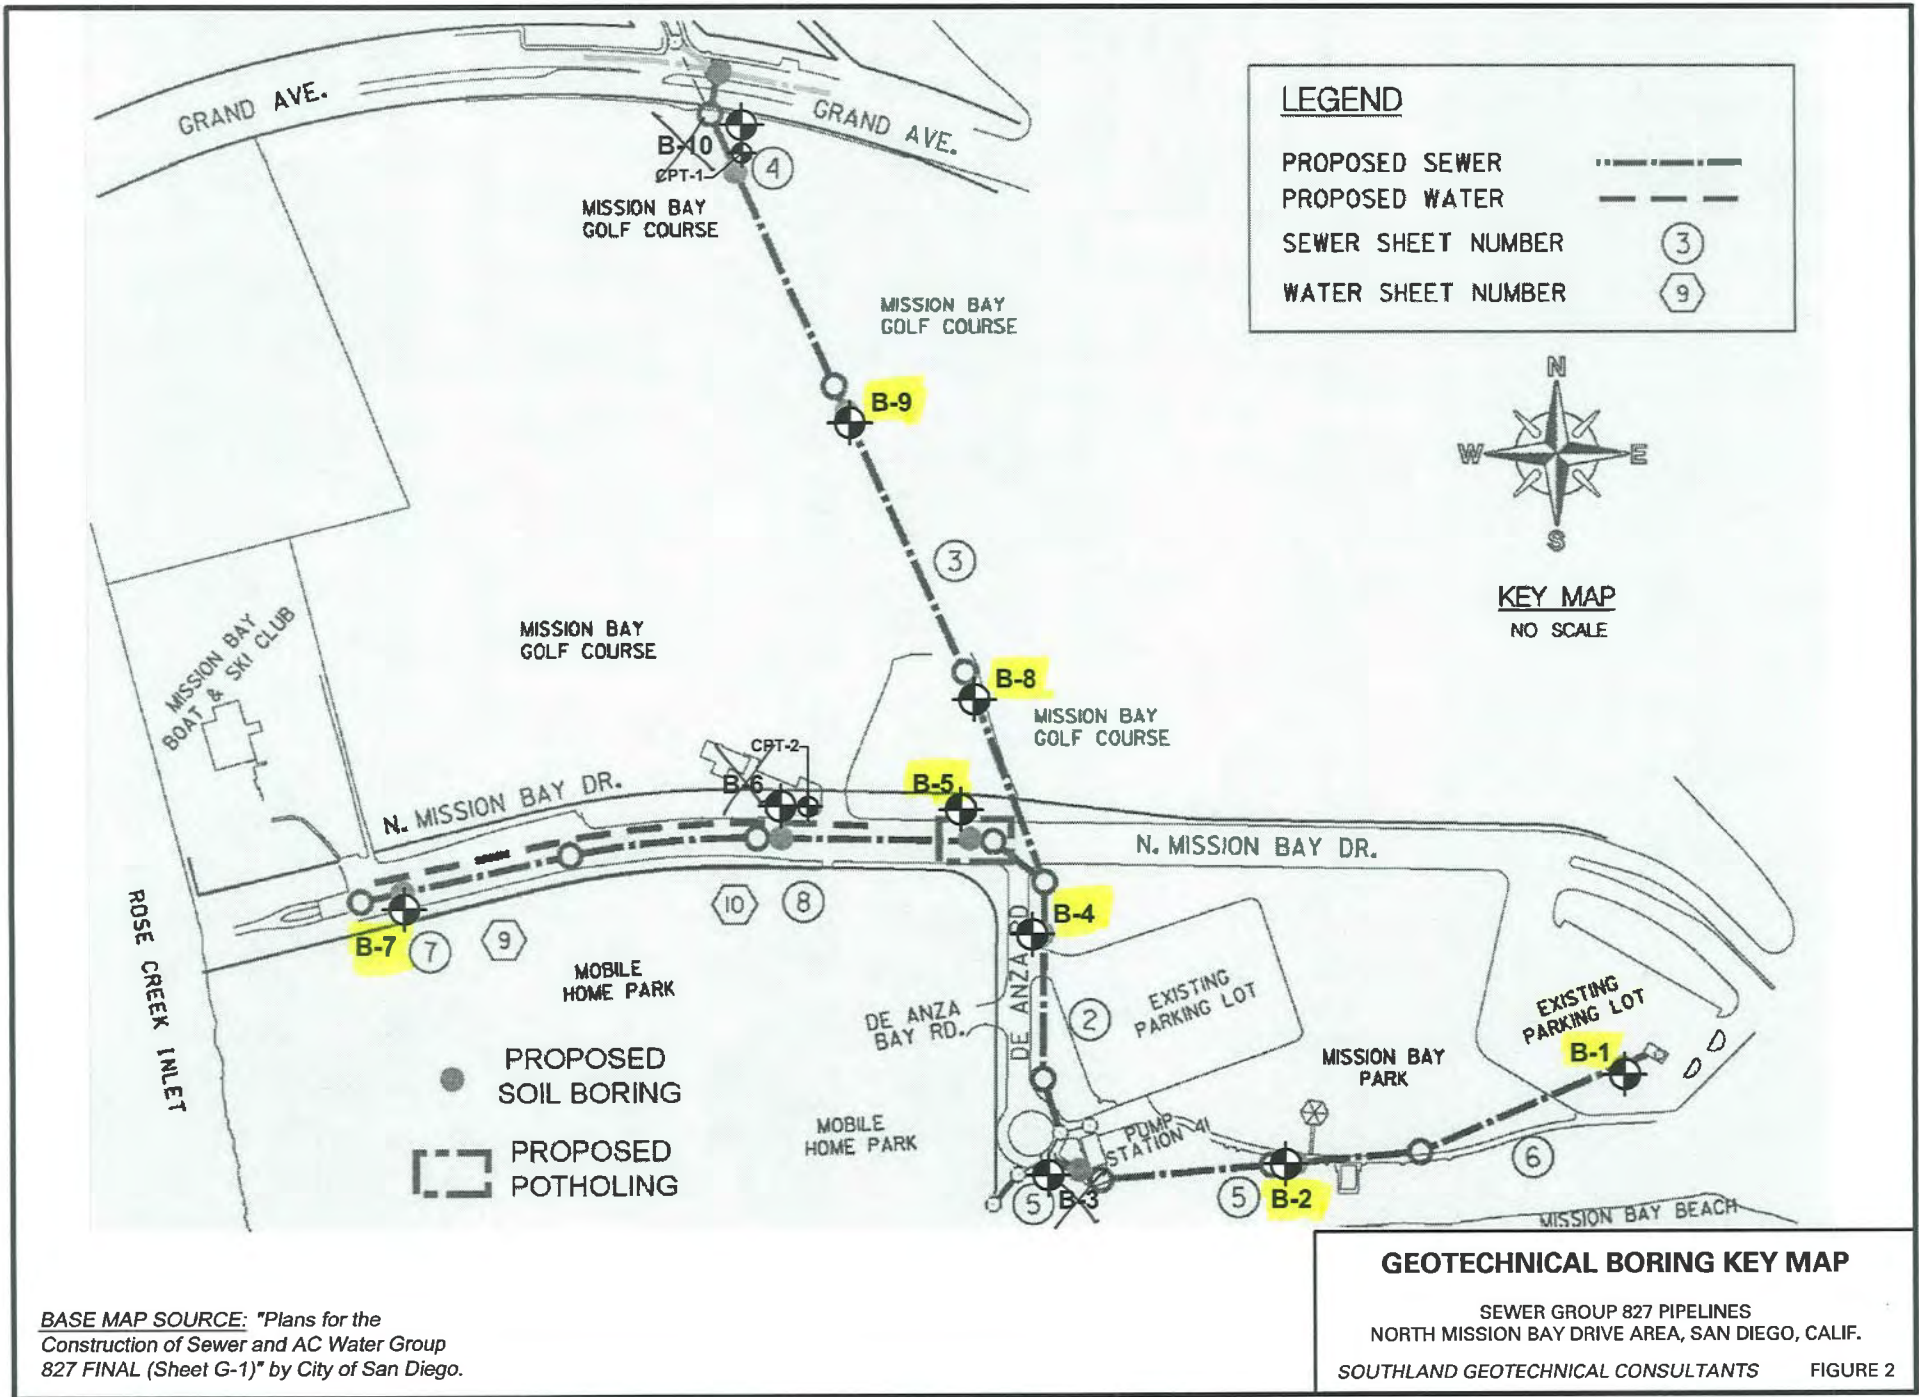 GRAND AVE.
GRAND AVE.
B-10
CPT-1
4
MISSION BAY
GOLF COURSE
LEGEND
PROPOSED SEWER
PROPOSED WATER
SEWER SHEET NUMBER
3
WATER SHEET NUMBER
9
MISSION BAY
GOLF COURSE
B-9
N
W
E
S
KEY MAP
NO SCALE
3
MISSION BAY
GOLF COURSE
MISSION BAY
BOAT & SKI CLUB
B-8
MISSION BAY
GOLF COURSE
CPT-2
B-6
B-5
N. MISSION BAY DR.
N. MISSION BAY DR.
ROSE CREEK INLET
B-7
7
9
10
8
B-4
DE ANZA RD
MOBILE
HOME PARK
DE ANZA
BAY RD.
2
EXISTING
PARKING LOT
EXISTING
PARKING LOT
B-1
MISSION BAY
PARK
PROPOSED
SOIL BORING
MOBILE
HOME PARK
PUMP
STATION 41
PROPOSED
POTHOLING
5
B-3
5
B-2
6
MISSION BAY BEACH
GEOTECHNICAL BORING KEY MAP
SEWER GROUP 827 PIPELINES
NORTH MISSION BAY DRIVE AREA, SAN DIEGO, CALIF.
SOUTHLAND GEOTECHNICAL CONSULTANTS FIGURE 2
BASE MAP SOURCE: "Plans for the
Construction of Sewer and AC Water Group
827 FINAL (Sheet G-1)" by City of San Diego.